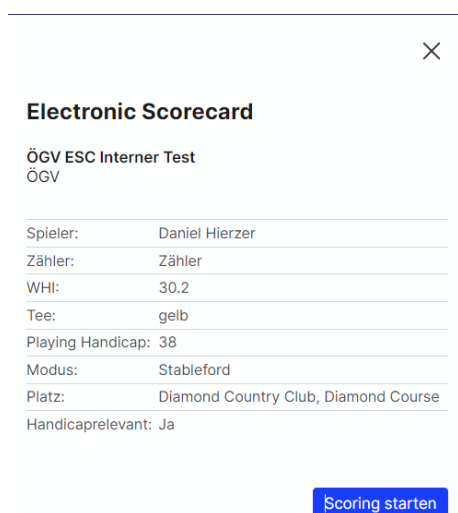 Electronic Scorecard
ÖGV ESC Interner Test
ÖGV
Spieler: Daniel Hierzer
Zähler: Zähler
WHI: 30.2
Tee: gelb
Playing Handicap: 38
Modus: Stableford
Platz: Diamond Country Club, Diamond Course
Handicaprelevant: Ja
Scoring starten